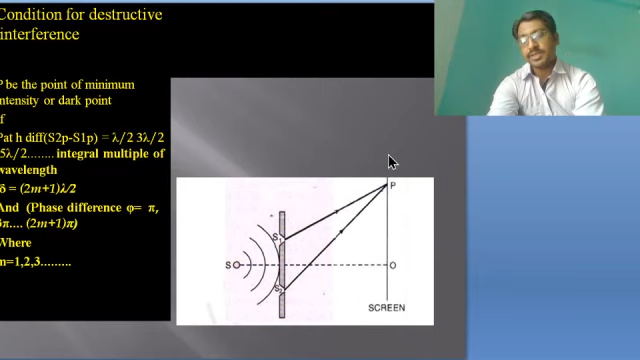 Condition for destructive
interference
P be the point of minimum
intensity or dark point
if
Pat h diff(S2p-S1p) = λ/2 3λ/2
5λ/2........ integral multiple of
wavelength
δ = (2m+1)λ/2
And (Phase difference φ= π,
3π.... (2m+1)π)
Where
m=1,2,3.........
P
S1
S
O
S2
SCREEN